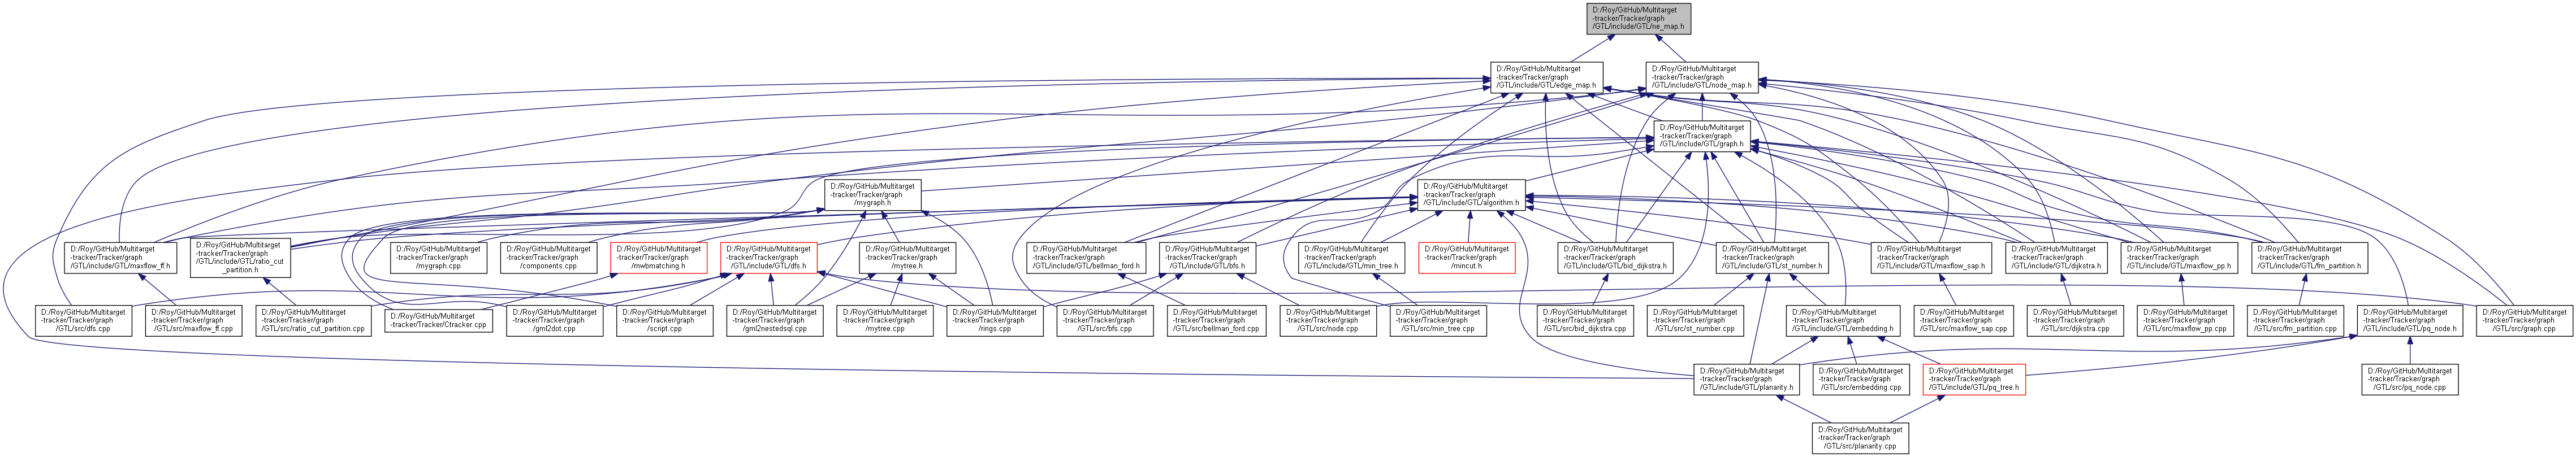 D:/Roy/GitHub/Multitarget
-tracker/Tracker/graph
/GTL/include/GTL/ne_map.h
D:/Roy/GitHub/Multitarget
-tracker/Tracker/graph
/GTL/include/GTL/edge_map.h
D:/Roy/GitHub/Multitarget
-tracker/Tracker/graph
/GTL/include/GTL/node_map.h
D:/Roy/GitHub/Multitarget
-tracker/Tracker/graph
/GTL/include/GTL/graph.h
D:/Roy/GitHub/Multitarget
-tracker/Tracker/graph
/mygraph.h
D:/Roy/GitHub/Multitarget
-tracker/Tracker/graph
/GTL/include/GTL/algorithm.h
D:/Roy/GitHub/Multitarget
-tracker/Tracker/graph
/GTL/include/GTL/maxflow_ff.h
D:/Roy/GitHub/Multitarget
-tracker/Tracker/graph
/GTL/include/GTL/ratio_cut
_partition.h
D:/Roy/GitHub/Multitarget
-tracker/Tracker/graph
/mygraph.cpp
D:/Roy/GitHub/Multitarget
-tracker/Tracker/graph
/components.cpp
D:/Roy/GitHub/Multitarget
-tracker/Tracker/graph
/mwbmatching.h
D:/Roy/GitHub/Multitarget
-tracker/Tracker/graph
/GTL/include/GTL/dfs.h
D:/Roy/GitHub/Multitarget
-tracker/Tracker/graph
/mytree.h
D:/Roy/GitHub/Multitarget
-tracker/Tracker/graph
/GTL/include/GTL/bellman_ford.h
D:/Roy/GitHub/Multitarget
-tracker/Tracker/graph
/GTL/include/GTL/bfs.h
D:/Roy/GitHub/Multitarget
-tracker/Tracker/graph
/GTL/include/GTL/min_tree.h
D:/Roy/GitHub/Multitarget
-tracker/Tracker/graph
/mincut.h
D:/Roy/GitHub/Multitarget
-tracker/Tracker/graph
/GTL/include/GTL/bid_dijkstra.h
D:/Roy/GitHub/Multitarget
-tracker/Tracker/graph
/GTL/include/GTL/st_number.h
D:/Roy/GitHub/Multitarget
-tracker/Tracker/graph
/GTL/include/GTL/maxflow_sap.h
D:/Roy/GitHub/Multitarget
-tracker/Tracker/graph
/GTL/include/GTL/dijkstra.h
D:/Roy/GitHub/Multitarget
-tracker/Tracker/graph
/GTL/include/GTL/maxflow_pp.h
D:/Roy/GitHub/Multitarget
-tracker/Tracker/graph
/GTL/include/GTL/fm_partition.h
D:/Roy/GitHub/Multitarget
-tracker/Tracker/graph
/GTL/src/dfs.cpp
D:/Roy/GitHub/Multitarget
-tracker/Tracker/graph
/GTL/src/maxflow_ff.cpp
D:/Roy/GitHub/Multitarget
-tracker/Tracker/graph
/GTL/src/ratio_cut_partition.cpp
D:/Roy/GitHub/Multitarget
-tracker/Tracker/Ctracker.cpp
D:/Roy/GitHub/Multitarget
-tracker/Tracker/graph
/gml2dot.cpp
D:/Roy/GitHub/Multitarget
-tracker/Tracker/graph
/script.cpp
D:/Roy/GitHub/Multitarget
-tracker/Tracker/graph
/gml2nestedsql.cpp
D:/Roy/GitHub/Multitarget
-tracker/Tracker/graph
/mytree.cpp
D:/Roy/GitHub/Multitarget
-tracker/Tracker/graph
/rings.cpp
D:/Roy/GitHub/Multitarget
-tracker/Tracker/graph
/GTL/src/bfs.cpp
D:/Roy/GitHub/Multitarget
-tracker/Tracker/graph
/GTL/src/bellman_ford.cpp
D:/Roy/GitHub/Multitarget
-tracker/Tracker/graph
/GTL/src/node.cpp
D:/Roy/GitHub/Multitarget
-tracker/Tracker/graph
/GTL/src/min_tree.cpp
D:/Roy/GitHub/Multitarget
-tracker/Tracker/graph
/GTL/src/bid_dijkstra.cpp
D:/Roy/GitHub/Multitarget
-tracker/Tracker/graph
/GTL/src/st_number.cpp
D:/Roy/GitHub/Multitarget
-tracker/Tracker/graph
/GTL/include/GTL/embedding.h
D:/Roy/GitHub/Multitarget
-tracker/Tracker/graph
/GTL/src/maxflow_sap.cpp
D:/Roy/GitHub/Multitarget
-tracker/Tracker/graph
/GTL/src/dijkstra.cpp
D:/Roy/GitHub/Multitarget
-tracker/Tracker/graph
/GTL/src/maxflow_pp.cpp
D:/Roy/GitHub/Multitarget
-tracker/Tracker/graph
/GTL/src/fm_partition.cpp
D:/Roy/GitHub/Multitarget
-tracker/Tracker/graph
/GTL/include/GTL/pq_node.h
D:/Roy/GitHub/Multitarget
-tracker/Tracker/graph
/GTL/src/graph.cpp
D:/Roy/GitHub/Multitarget
-tracker/Tracker/graph
/GTL/include/GTL/planarity.h
D:/Roy/GitHub/Multitarget
-tracker/Tracker/graph
/GTL/src/embedding.cpp
D:/Roy/GitHub/Multitarget
-tracker/Tracker/graph
/GTL/include/GTL/pq_tree.h
D:/Roy/GitHub/Multitarget
-tracker/Tracker/graph
/GTL/src/pq_node.cpp
D:/Roy/GitHub/Multitarget
-tracker/Tracker/graph
/GTL/src/planarity.cpp